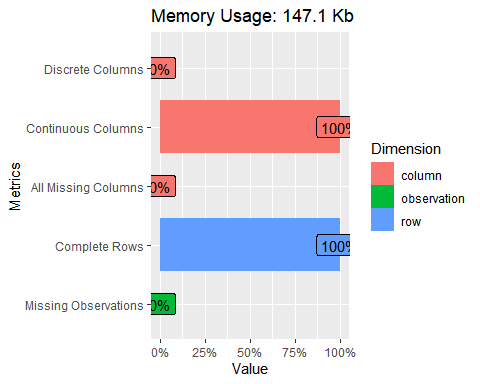 Memory Usage: 147.1 Kb
Metrics
Discrete Columns
0%
Continuous Columns
100%
All Missing Columns
0%
Complete Rows
100%
Missing Observations
0%
0%
25%
50%
75%
100%
Value
Dimension
column
observation
row